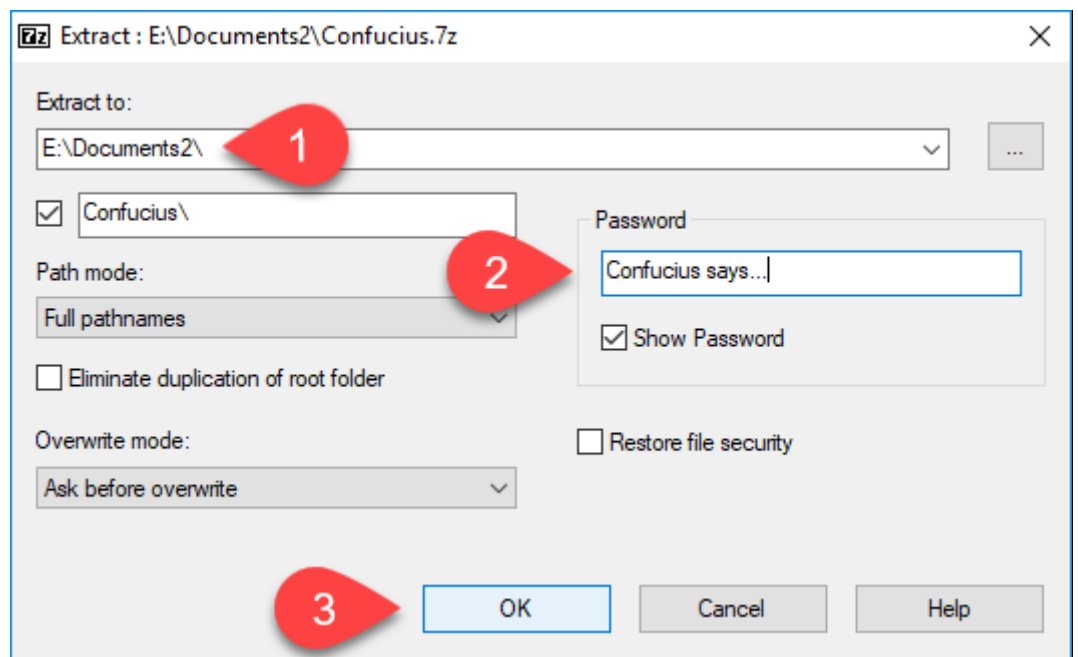 7z Extract : E:\Documents2\Confucius.7z
Extract to:
E:\Documents2\ 1
...
Confucius\
Password
2 Confucius says...
Path mode:
Full pathnames
Show Password
Eliminate duplication of root folder
Overwrite mode:
Restore file security
Ask before overwrite
3 OK Cancel Help